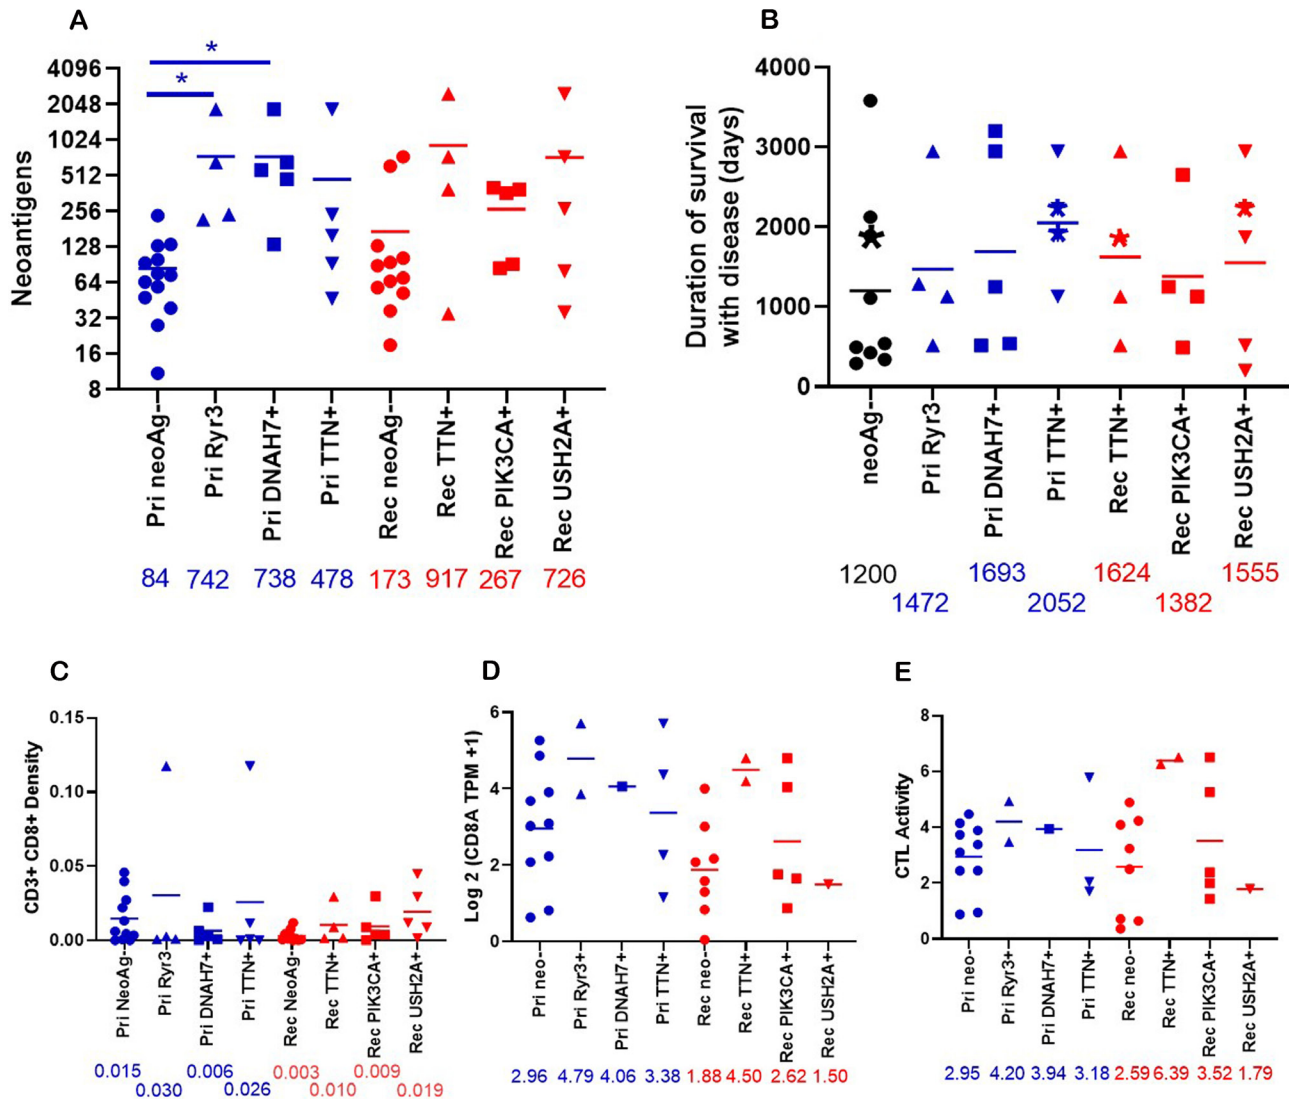 A
Neoantigens
4096
2048
1024
512
256
128
64
32
16
8
*
*
Pri neoAg-
Pri Ryr3
Pri DNAH7+
Pri TTN+
Rec neoAg-
Rec TTN+
Rec PIK3CA+
Rec USH2A+
84 742 738 478 173 917 267 726
B
Duration of survival
with disease (days)
4000
3000
2000
1000
0
neoAg-
Pri Ryr3
Pri DNAH7+
Pri TTN+
Rec TTN+
Rec PIK3CA+
Rec USH2A+
1200 1693 1624 1555
1472 2052 1382
C
CD3+ CD8+ Density
0.15
0.10
0.05
0.00
Pri NeoAg-
Pri Ryr3
Pri DNAH7+
Pri TTN+
Rec NeoAg-
Rec TTN+
Rec PIK3CA+
Rec USH2A+
0.015 0.006 0.003 0.009
0.030 0.026 0.010 0.019
D
Log 2 (CD8A TPM +1)
6
4
2
0
Pri neo-
Pri Ryr3+
Pri DNAH7+
Pri TTN+
Rec neo-
Rec TTN+
Rec PIK3CA+
Rec USH2A+
2.96 4.79 4.06 3.38 1.88 4.50 2.62 1.50
E
CTL Activity
8
6
4
2
0
Pri neo-
Pri Ryr3+
Pri DNAH7+
Pri TTN+
Rec neo-
Rec TTN+
Rec PIK3CA+
Rec USH2A+
2.95 4.20 3.94 3.18 2.59 6.39 3.52 1.79